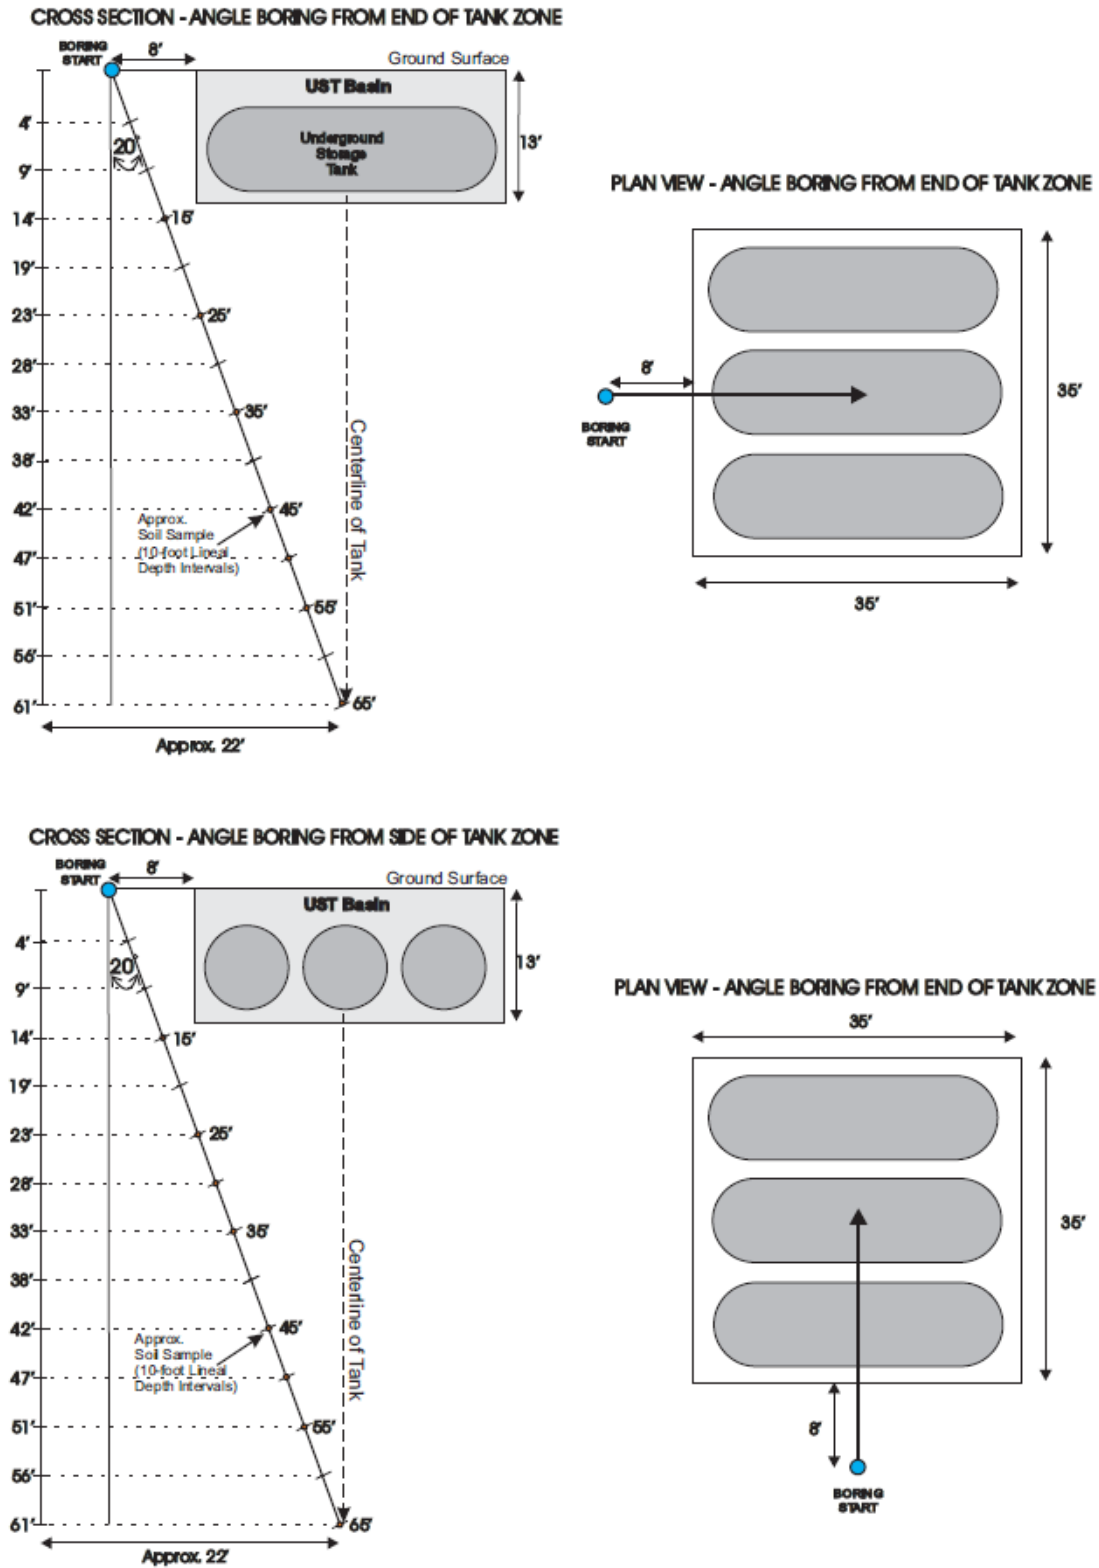 CROSS SECTION - ANGLE BORING FROM END OF TANK ZONE
BORING
START
8'
Ground Surface
UST Basin
Underground
Storage
Tank
13'
20°
4'
9'
14'
15'
19'
23'
25'
28'
33'
35'
38'
42'
45'
Approx.
Soil Sample
(10-foot Lineal
Depth Intervals)
47'
51'
55'
56'
61'
65'
Centerline of Tank
Approx. 22'
PLAN VIEW - ANGLE BORING FROM END OF TANK ZONE
8'
BORING
START
35'
35'
CROSS SECTION - ANGLE BORING FROM SIDE OF TANK ZONE
BORING
START
8'
Ground Surface
UST Basin
13'
20°
4'
9'
14'
15'
19'
23'
25'
28'
33'
35'
38'
42'
45'
Approx.
Soil Sample
(10-foot Lineal
Depth Intervals)
47'
51'
55'
56'
61'
65'
Centerline of Tank
Approx. 22'
PLAN VIEW - ANGLE BORING FROM END OF TANK ZONE
35'
35'
8'
BORING
START